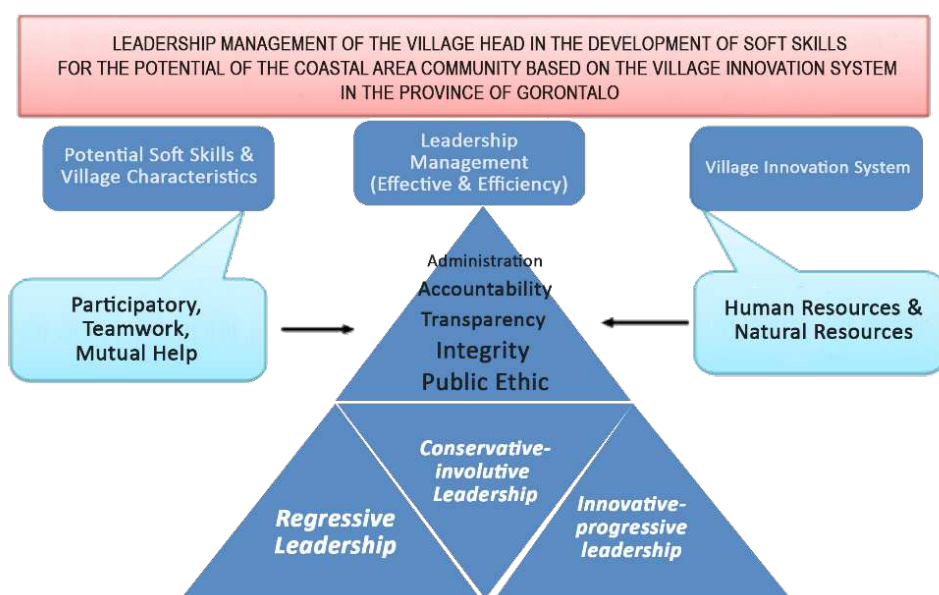 LEADERSHIP MANAGEMENT OF THE VILLAGE HEAD IN THE DEVELOPMENT OF SOFT SKILLS
FOR THE POTENTIAL OF THE COASTAL AREA COMMUNITY BASED ON THE VILLAGE INNOVATION SYSTEM
IN THE PROVINCE OF GORONTALO
Potential Soft Skills &
Village Characteristics
Leadership
Management
(Effective & Efficiency)
Village Innovation System
Participatory,
Teamwork,
Mutual Help
Administration
Accountability
Transparency
Integrity
Public Ethic
Human Resources &
Natural Resources
Regressive
Leadership
Conservative-
involutive
Leadership
Innovative-
progressive
leadership